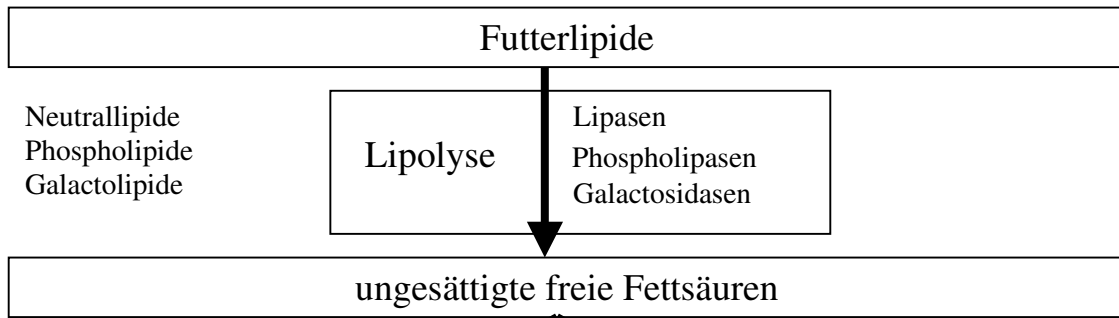 Futterlipide
Neutrallipide
Phospholipide
Galactolipide
Lipolyse
Lipasen
Phospholipasen
Galactosidasen
ungesättigte freie Fettsäuren